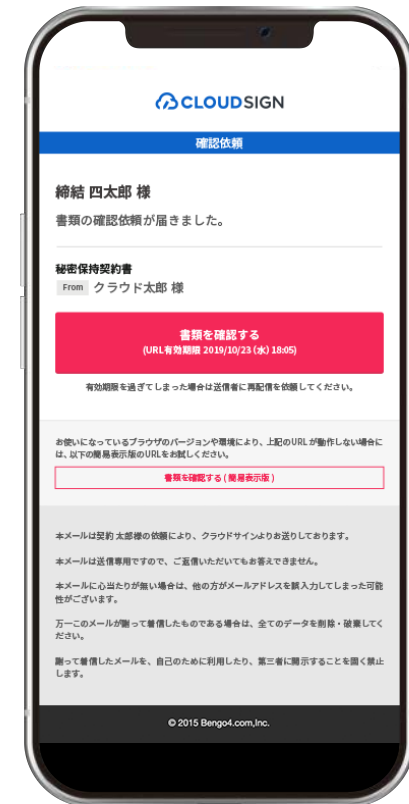 CLOUDSIGN
確認依頼
締結 四太郎 様
書類の確認依頼が届きました。
秘密保持契約書
From クラウド太郎 様
書類を確認する
(URL有効期限 2019/10/23 (水) 18:05)
有効期限を過ぎてしまった場合は送信者に再配信を依頼してください。
お使いになっているブラウザのバージョンや環境により、上記のURL が動作しない場合に
は、以下の簡易表示版のURLをお試しください。
書類を確認する ( 簡易表示版 )
本メールは契約 太郎様の依頼により、クラウドサインよりお送りしております。
本メールは送信専用ですので、ご返信いただいてもお答えできません。
本メールに心当たりが無い場合は、他の方がメールアドレスを誤入力してしまった可能
性がございます。
万一このメールが誤って着信したものである場合は、全てのデータを削除・破棄してく
ださい。
誤って着信したメールを、自己のために利用したり、第三者に開示することを固く禁止
します。
© 2015 Bengo4.com,Inc.